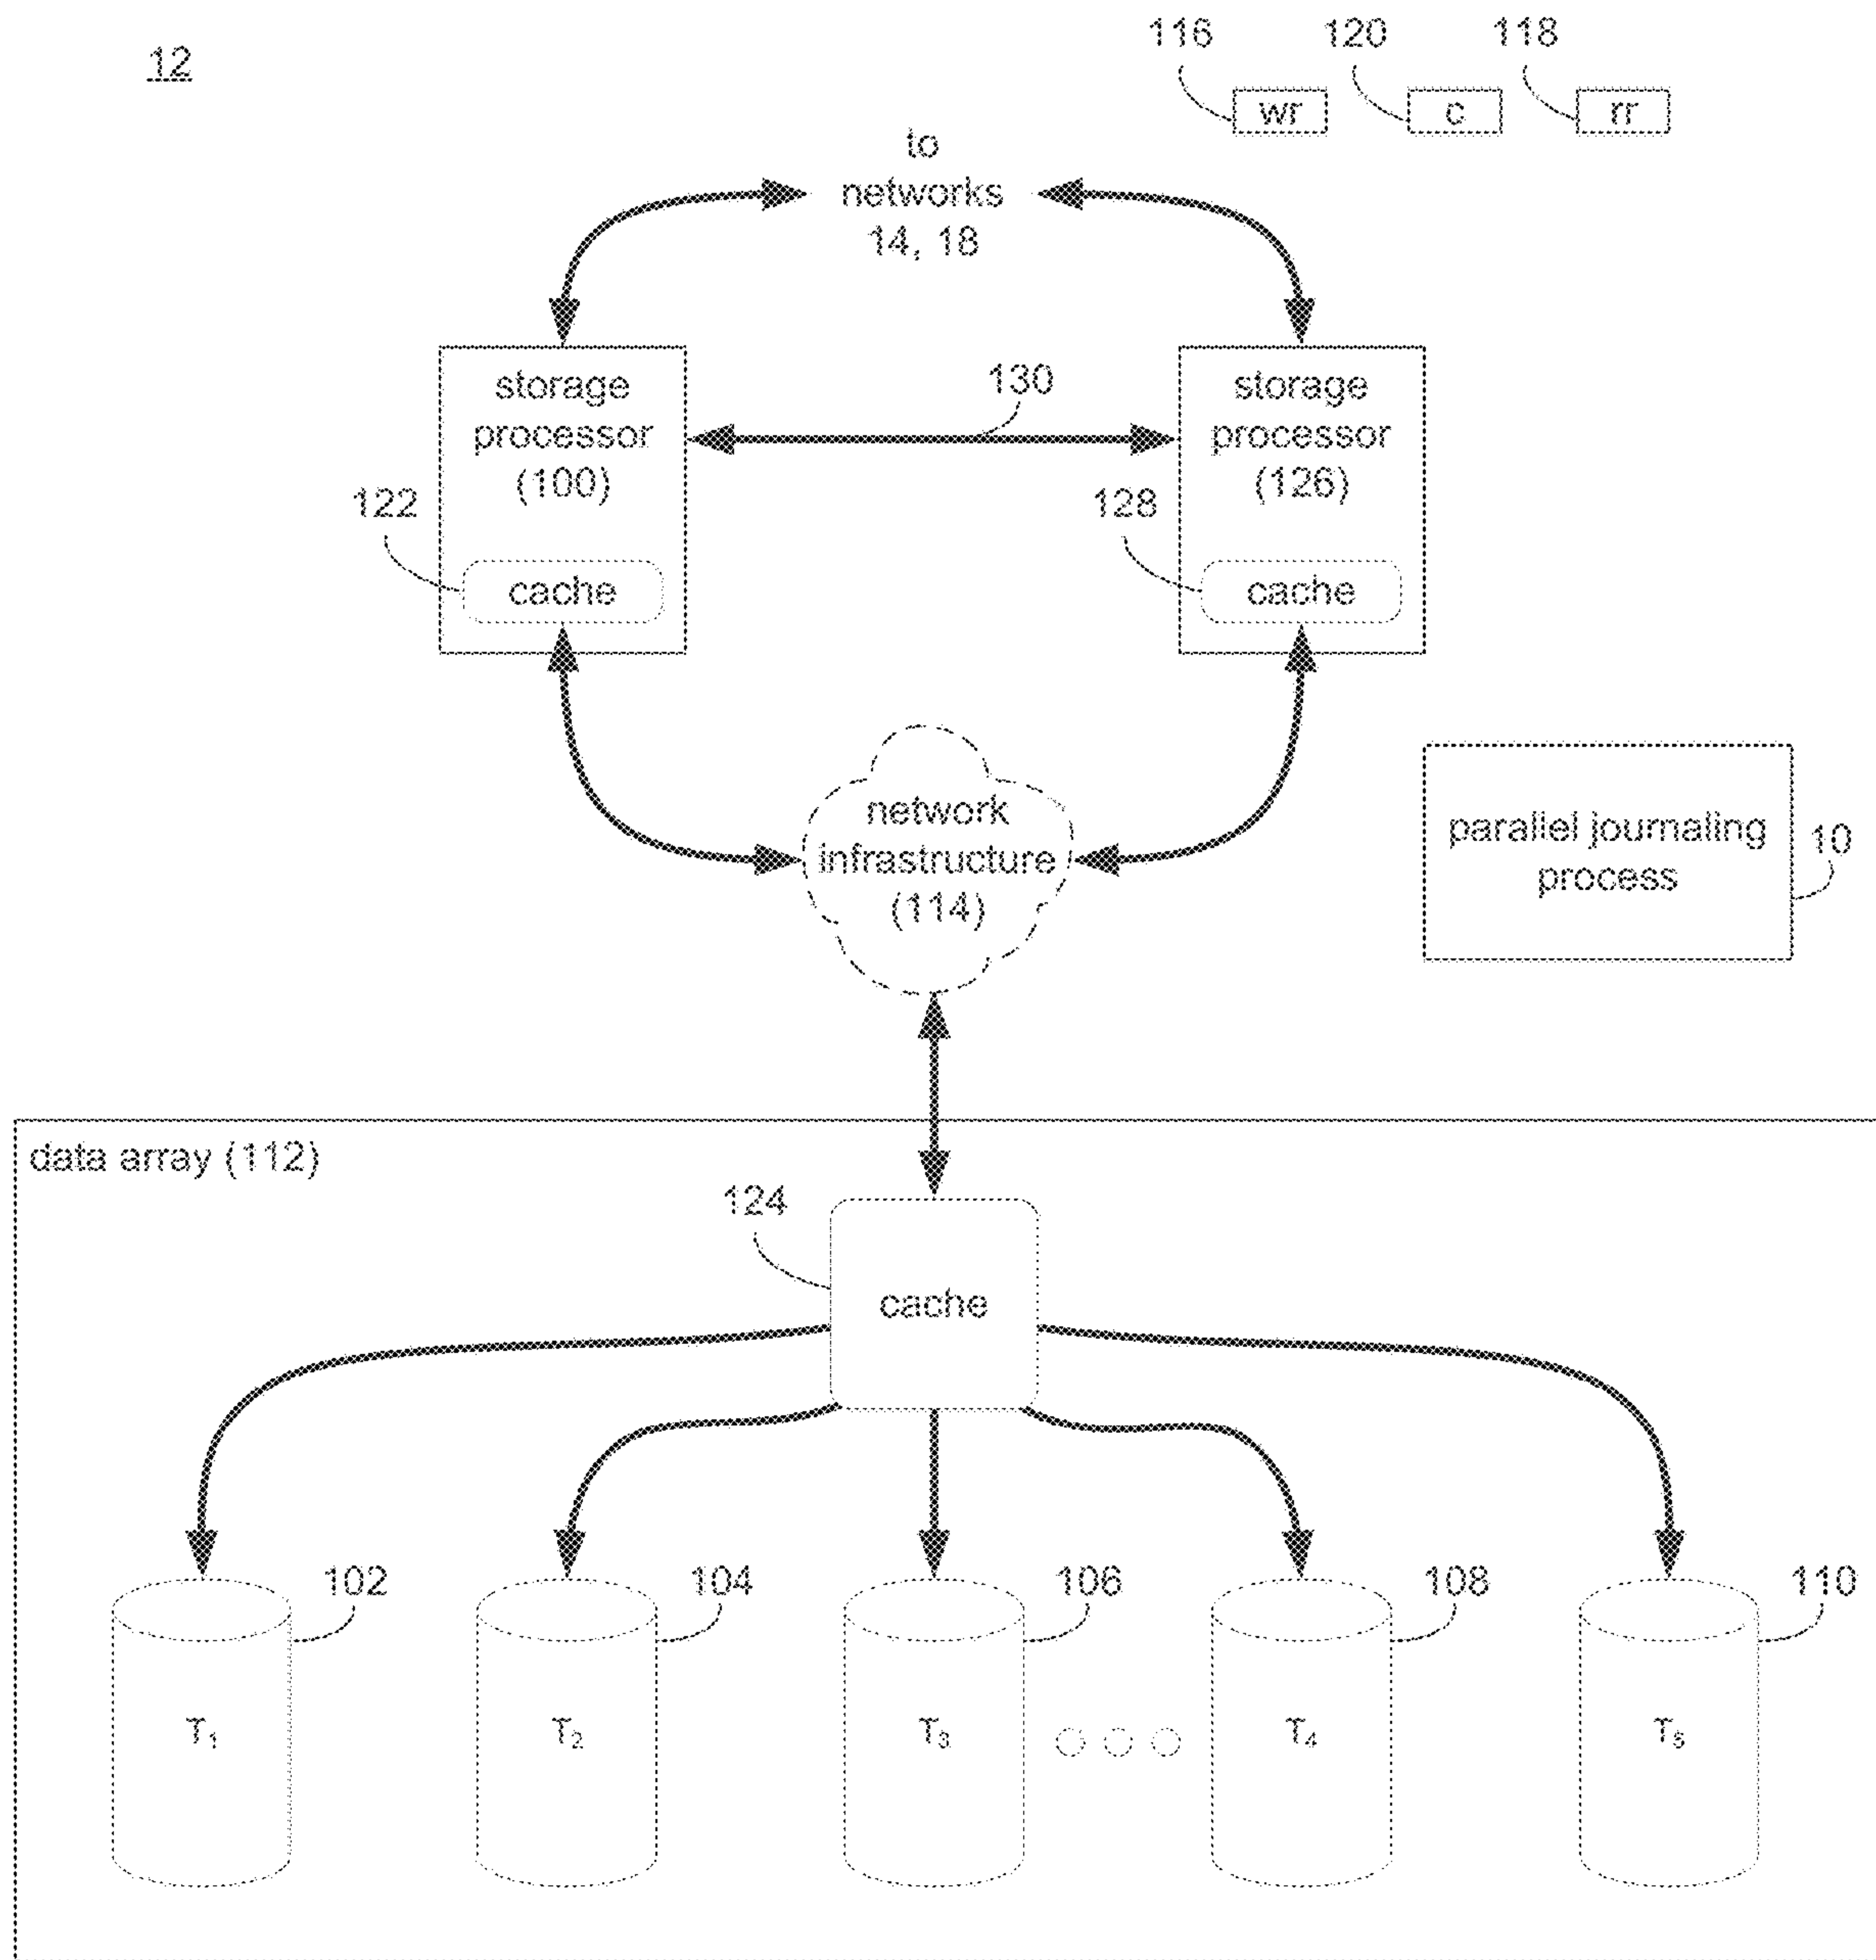 12
116
120
118
wr
c
rr
to
networks
14, 18
storage
processor
(100)
130
storage
processor
(126)
122
cache
128
cache
network
infrastructure
(114)
parallel journaling
process
10
data array (112)
124
cache
102
104
106
108
110
T₁
T₂
T₃
T₄
T₅